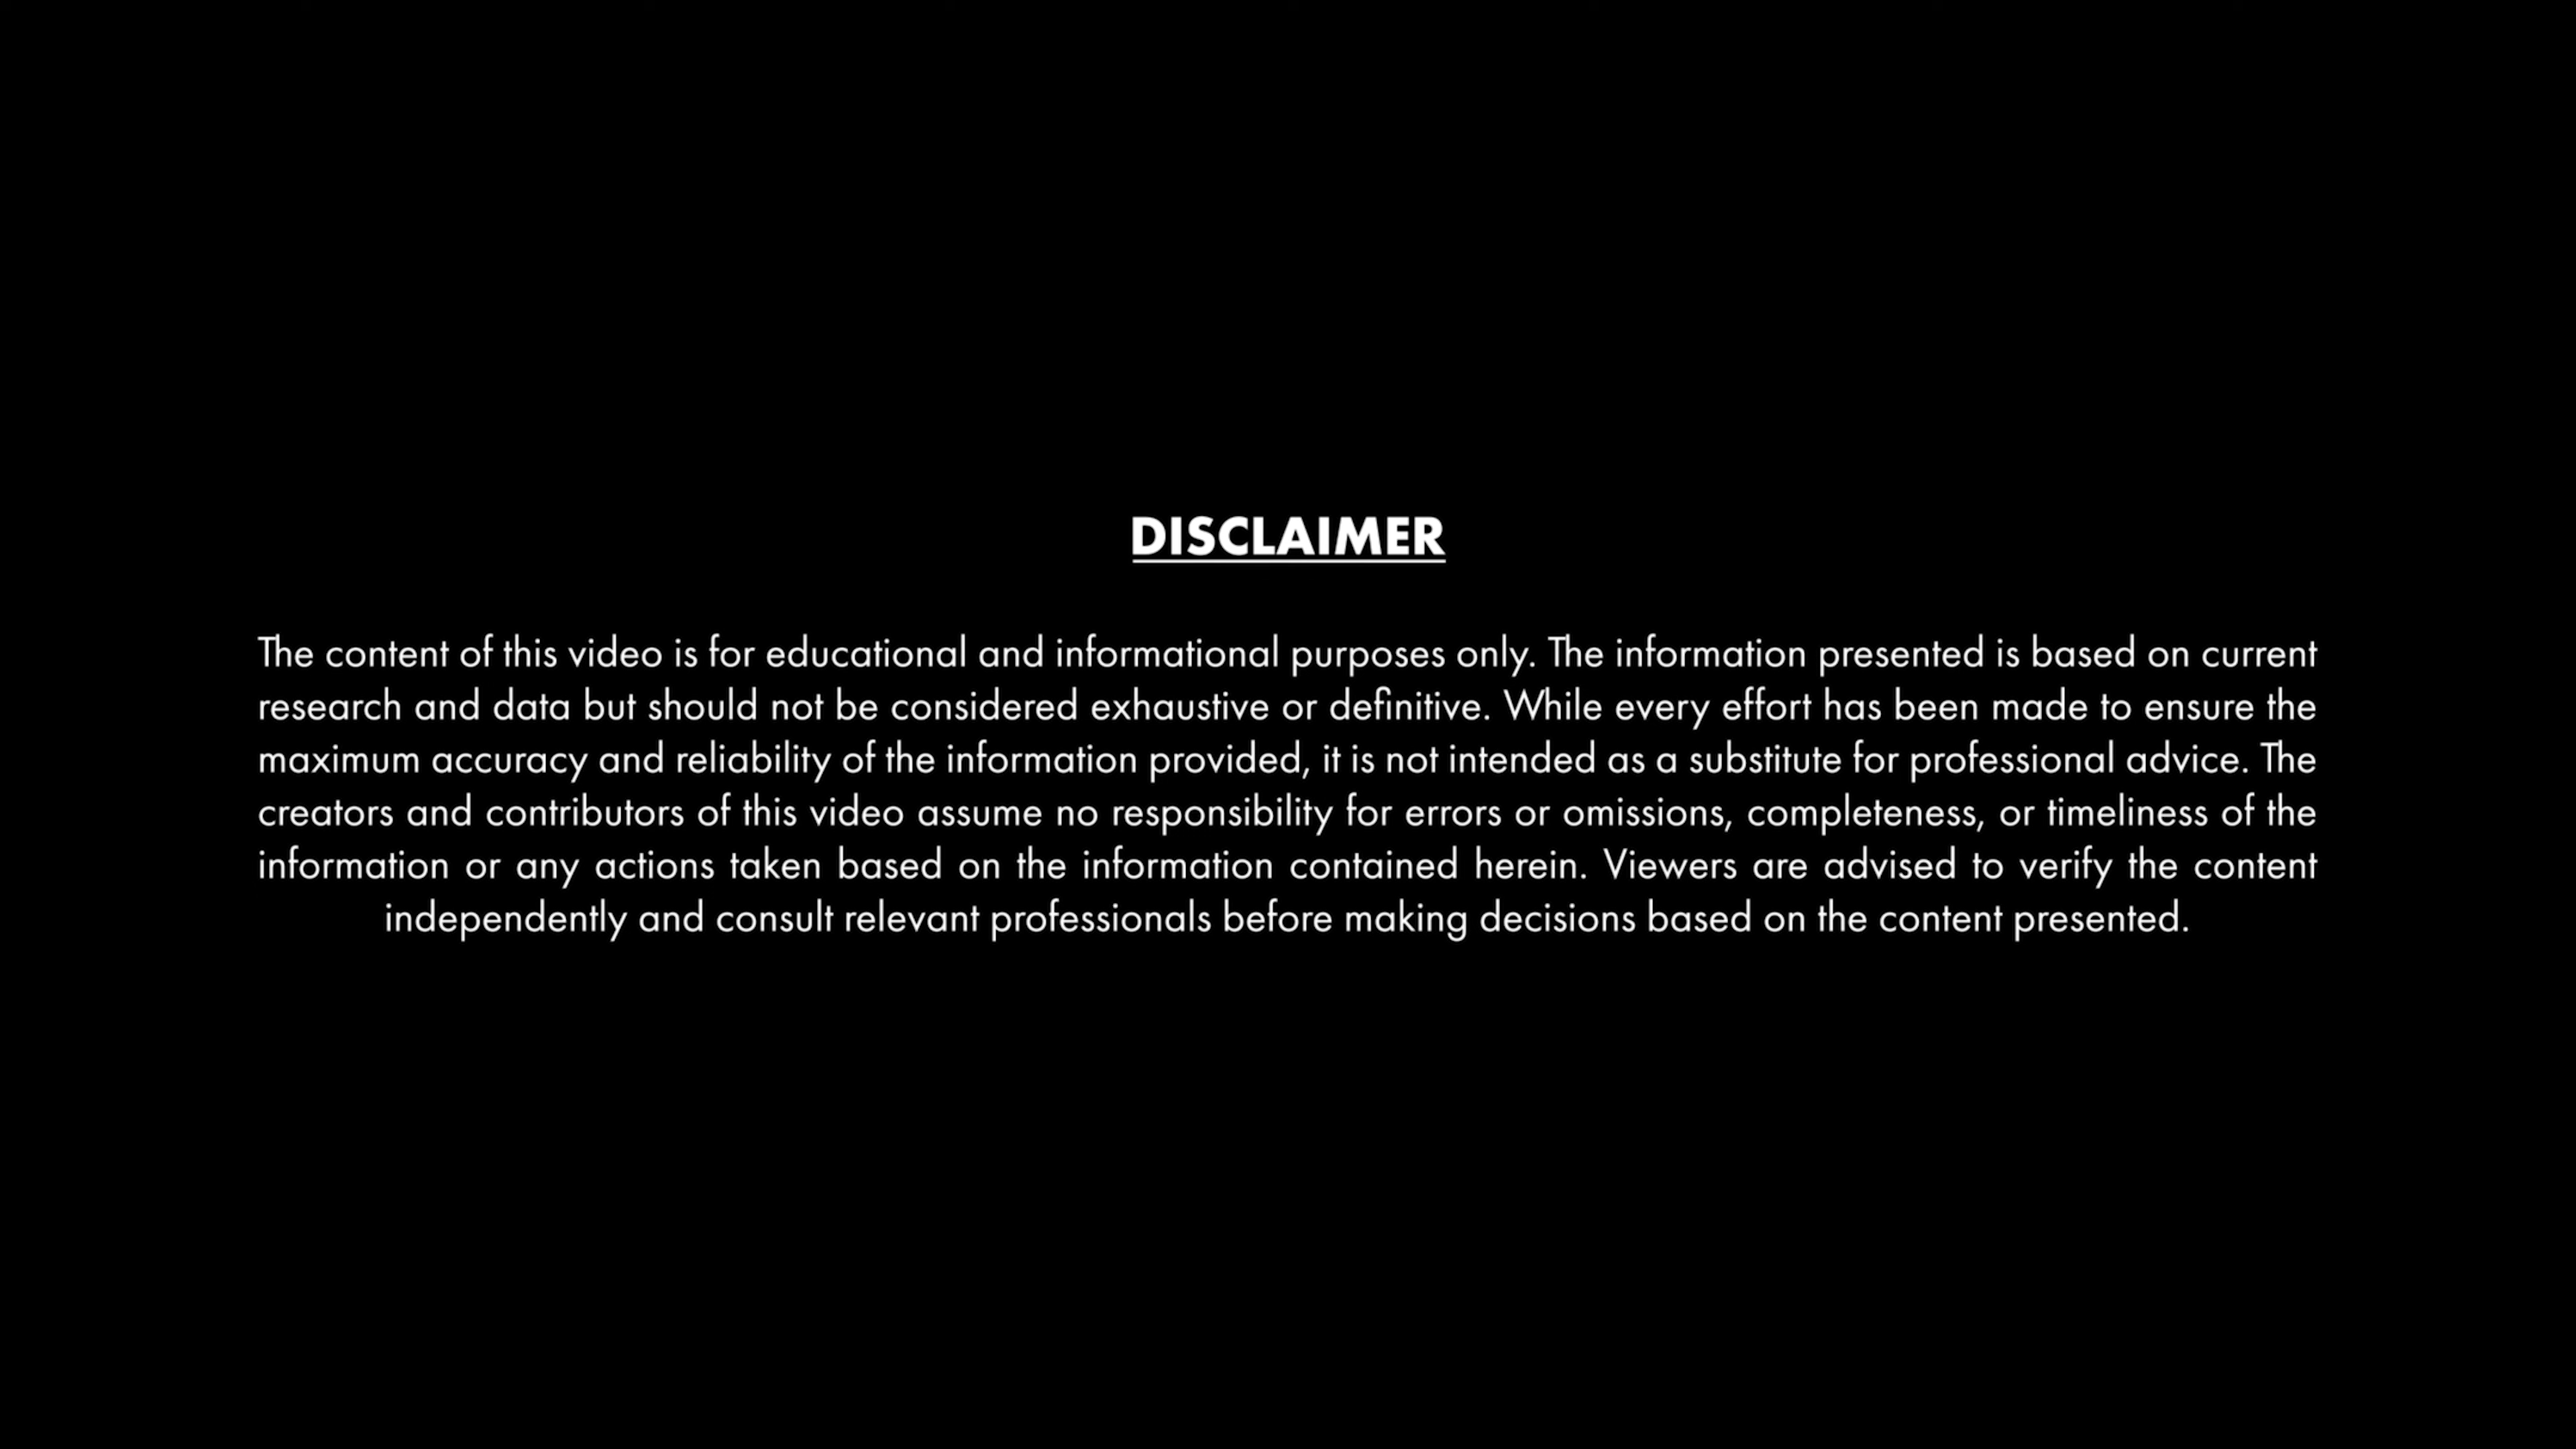 DISCLAIMER
The content of this video is for educational and informational purposes only. The information presented is based on current
research and data but should not be considered exhaustive or definitive. While every effort has been made to ensure the
maximum accuracy and reliability of the information provided, it is not intended as a substitute for professional advice. The
creators and contributors of this video assume no responsibility for errors or omissions, completeness, or timeliness of the
information or any actions taken based on the information contained herein. Viewers are advised to verify the content
independently and consult relevant professionals before making decisions based on the content presented.